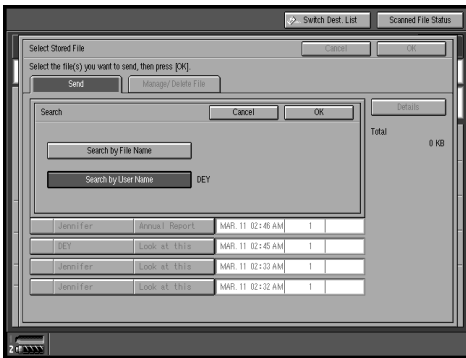 Switch Dest. List Scanned File Status
Select Stored File Cancel OK
Select the file(s) you want to send, then press [OK].
Send Manage/ Delete File
Search Cancel OK Details
Total
0 KB
Search by File Name
Search by User Name DEY
Jennifer Annual Report MAR. 11 02:46 AM 1
DEY Look at this MAR. 11 02:45 AM 1
Jennifer Look at this MAR. 11 02:33 AM 1
Jennifer Look at this MAR. 11 02:32 AM 1